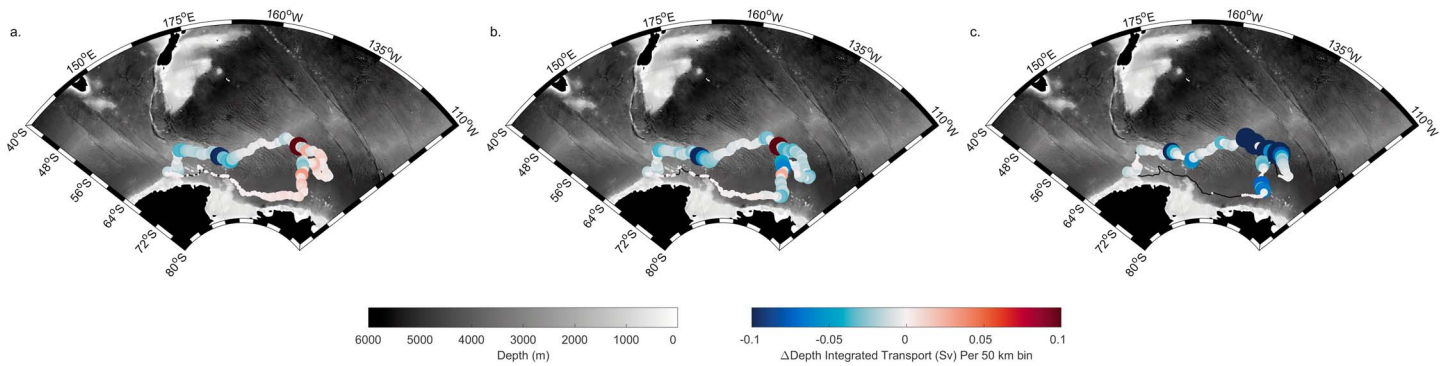 a.
150°E
175°E
160°W
135°W
110°W
40°S
48°S
56°S
64°S
72°S
80°S
b.
150°E
175°E
160°W
135°W
110°W
40°S
48°S
56°S
64°S
72°S
80°S
c.
150°E
175°E
160°W
135°W
110°W
40°S
48°S
56°S
64°S
72°S
80°S
6000 5000 4000 3000 2000 1000 0
Depth (m)
-0.1 -0.05 0 0.05 0.1
ΔDepth Integrated Transport (Sv) Per 50 km bin